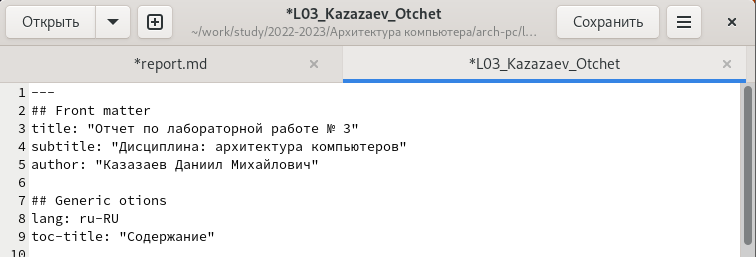 Открыть
*L03_Kazazaev_Otchet
~/work/study/2022-2023/Архитектура компьютера/arch-pc/l…
Сохранить
*report.md
*L03_Kazazaev_Otchet
1 ---
2 ## Front matter
3 title: "Отчет по лабораторной работе № 3"
4 subtitle: "Дисциплина: архитектура компьютеров"
5 author: "Казазаев Даниил Михайлович"
6
7 ## Generic otions
8 lang: ru-RU
9 toc-title: "Содержание"
10